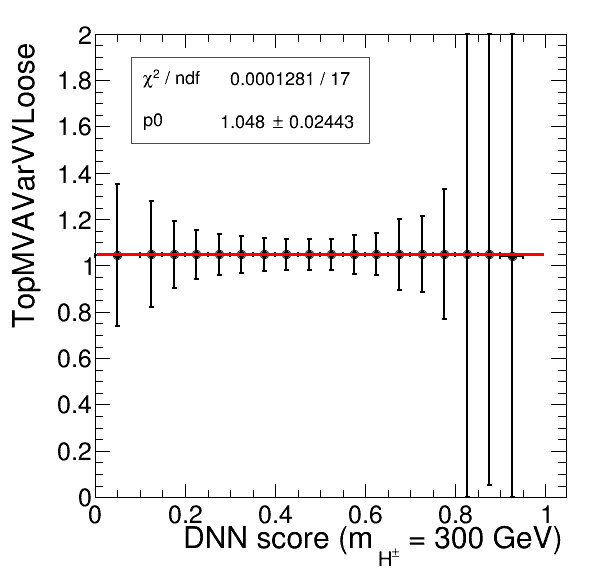 TopMVAVarVVLoose
2
1.8
1.6
1.4
1.2
1
0.8
0.6
0.4
0.2
0
χ² / ndf 0.0001281 / 17
p0 1.048 ± 0.02443
0 0.2 0.4 0.6 0.8 1
DNN score (m_H± = 300 GeV)